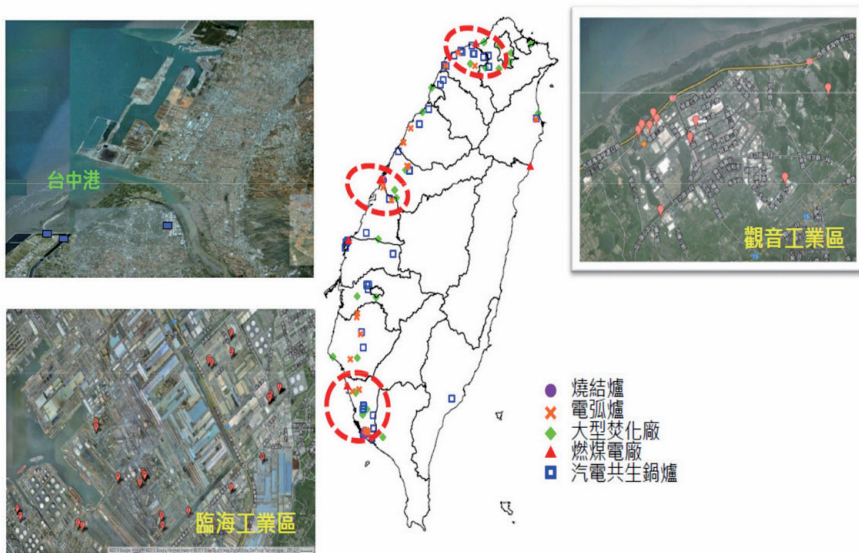 台中港
觀音工業區
臨海工業區
燒結爐
電弧爐
大型焚化廠
燃煤電廠
汽電共生鍋爐